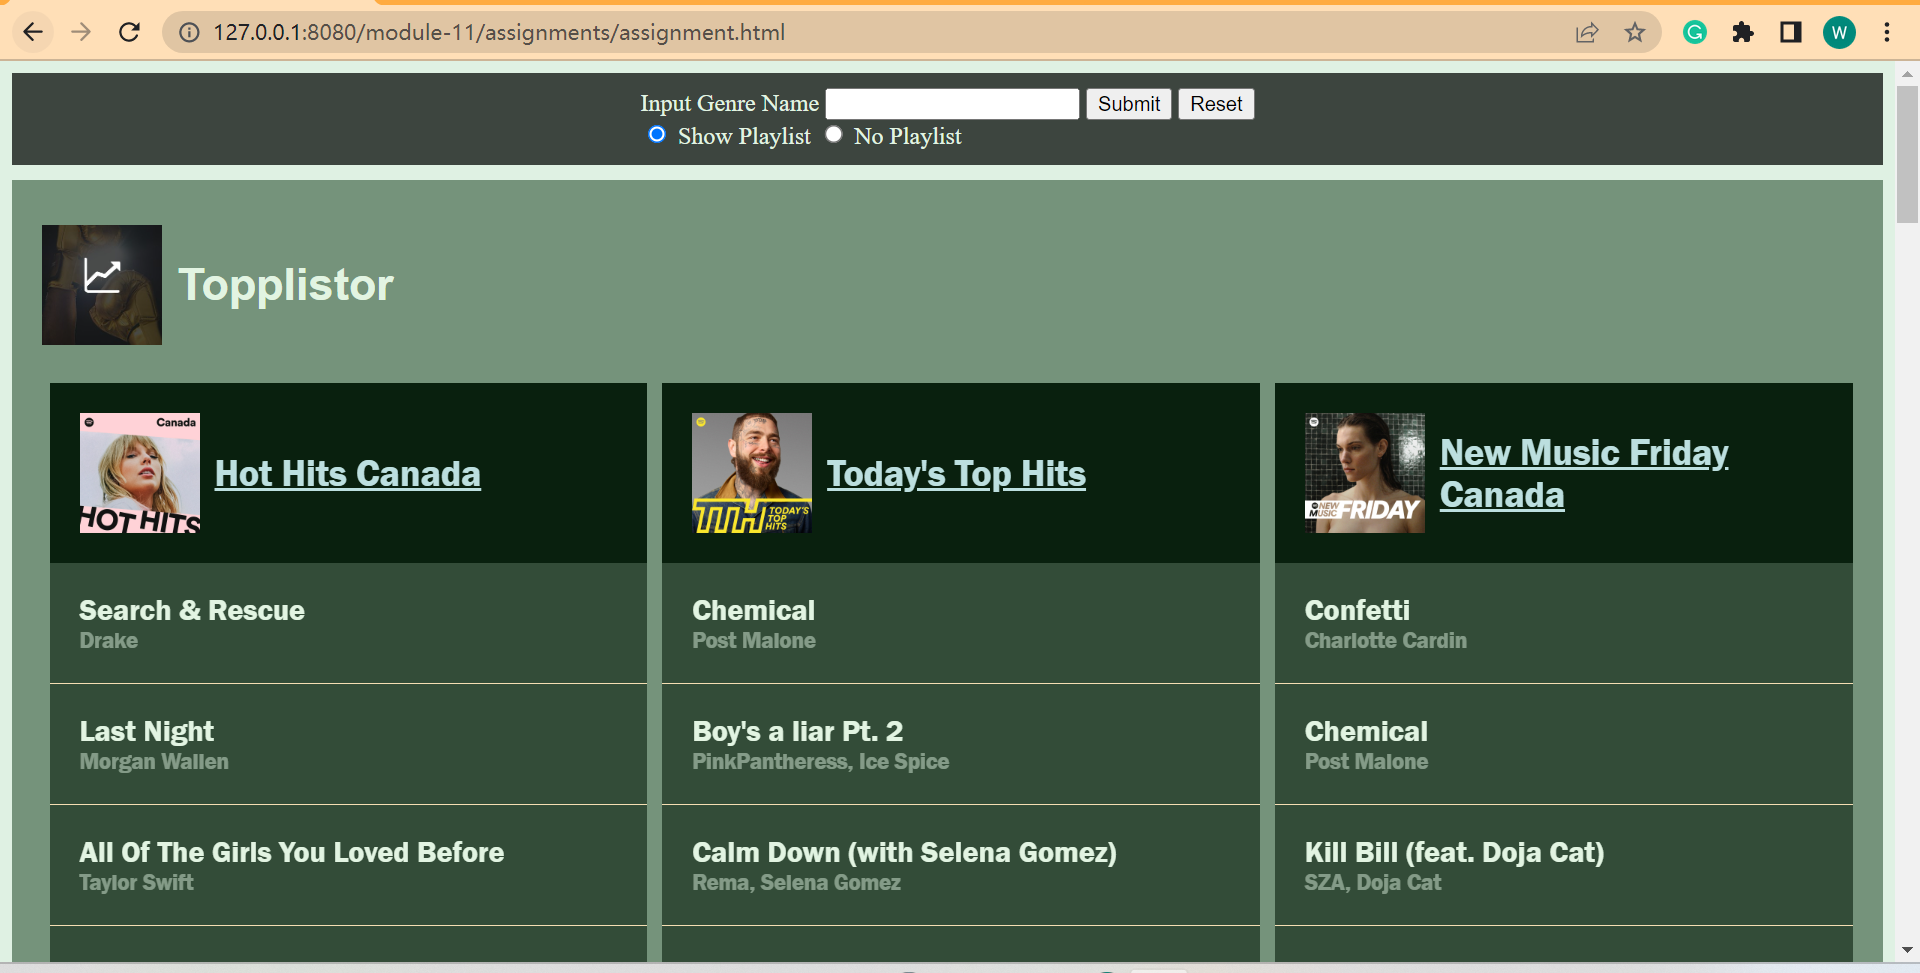 127.0.0.1:8080/module-11/assignments/assignment.html
W
Input Genre Name Submit Reset
Show Playlist No Playlist
Topplistor
Canada
HOT HITS
Hot Hits Canada
TTH TODAY'S
TOP
HITS
Today's Top Hits
NEW
MUSIC FRIDAY
New Music Friday
Canada
Search & Rescue
Drake
Chemical
Post Malone
Confetti
Charlotte Cardin
Last Night
Morgan Wallen
Boy's a liar Pt. 2
PinkPantheress, Ice Spice
Chemical
Post Malone
All Of The Girls You Loved Before
Taylor Swift
Calm Down (with Selena Gomez)
Rema, Selena Gomez
Kill Bill (feat. Doja Cat)
SZA, Doja Cat